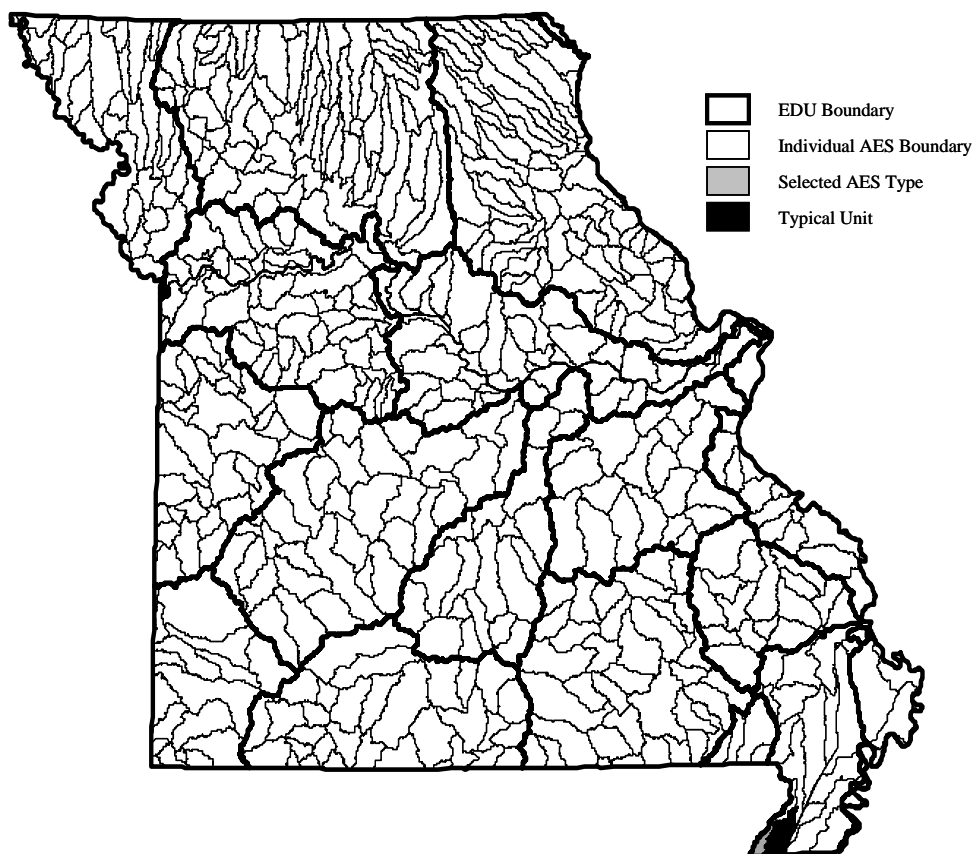 EDU Boundary
Individual AES Boundary
Selected AES Type
Typical Unit